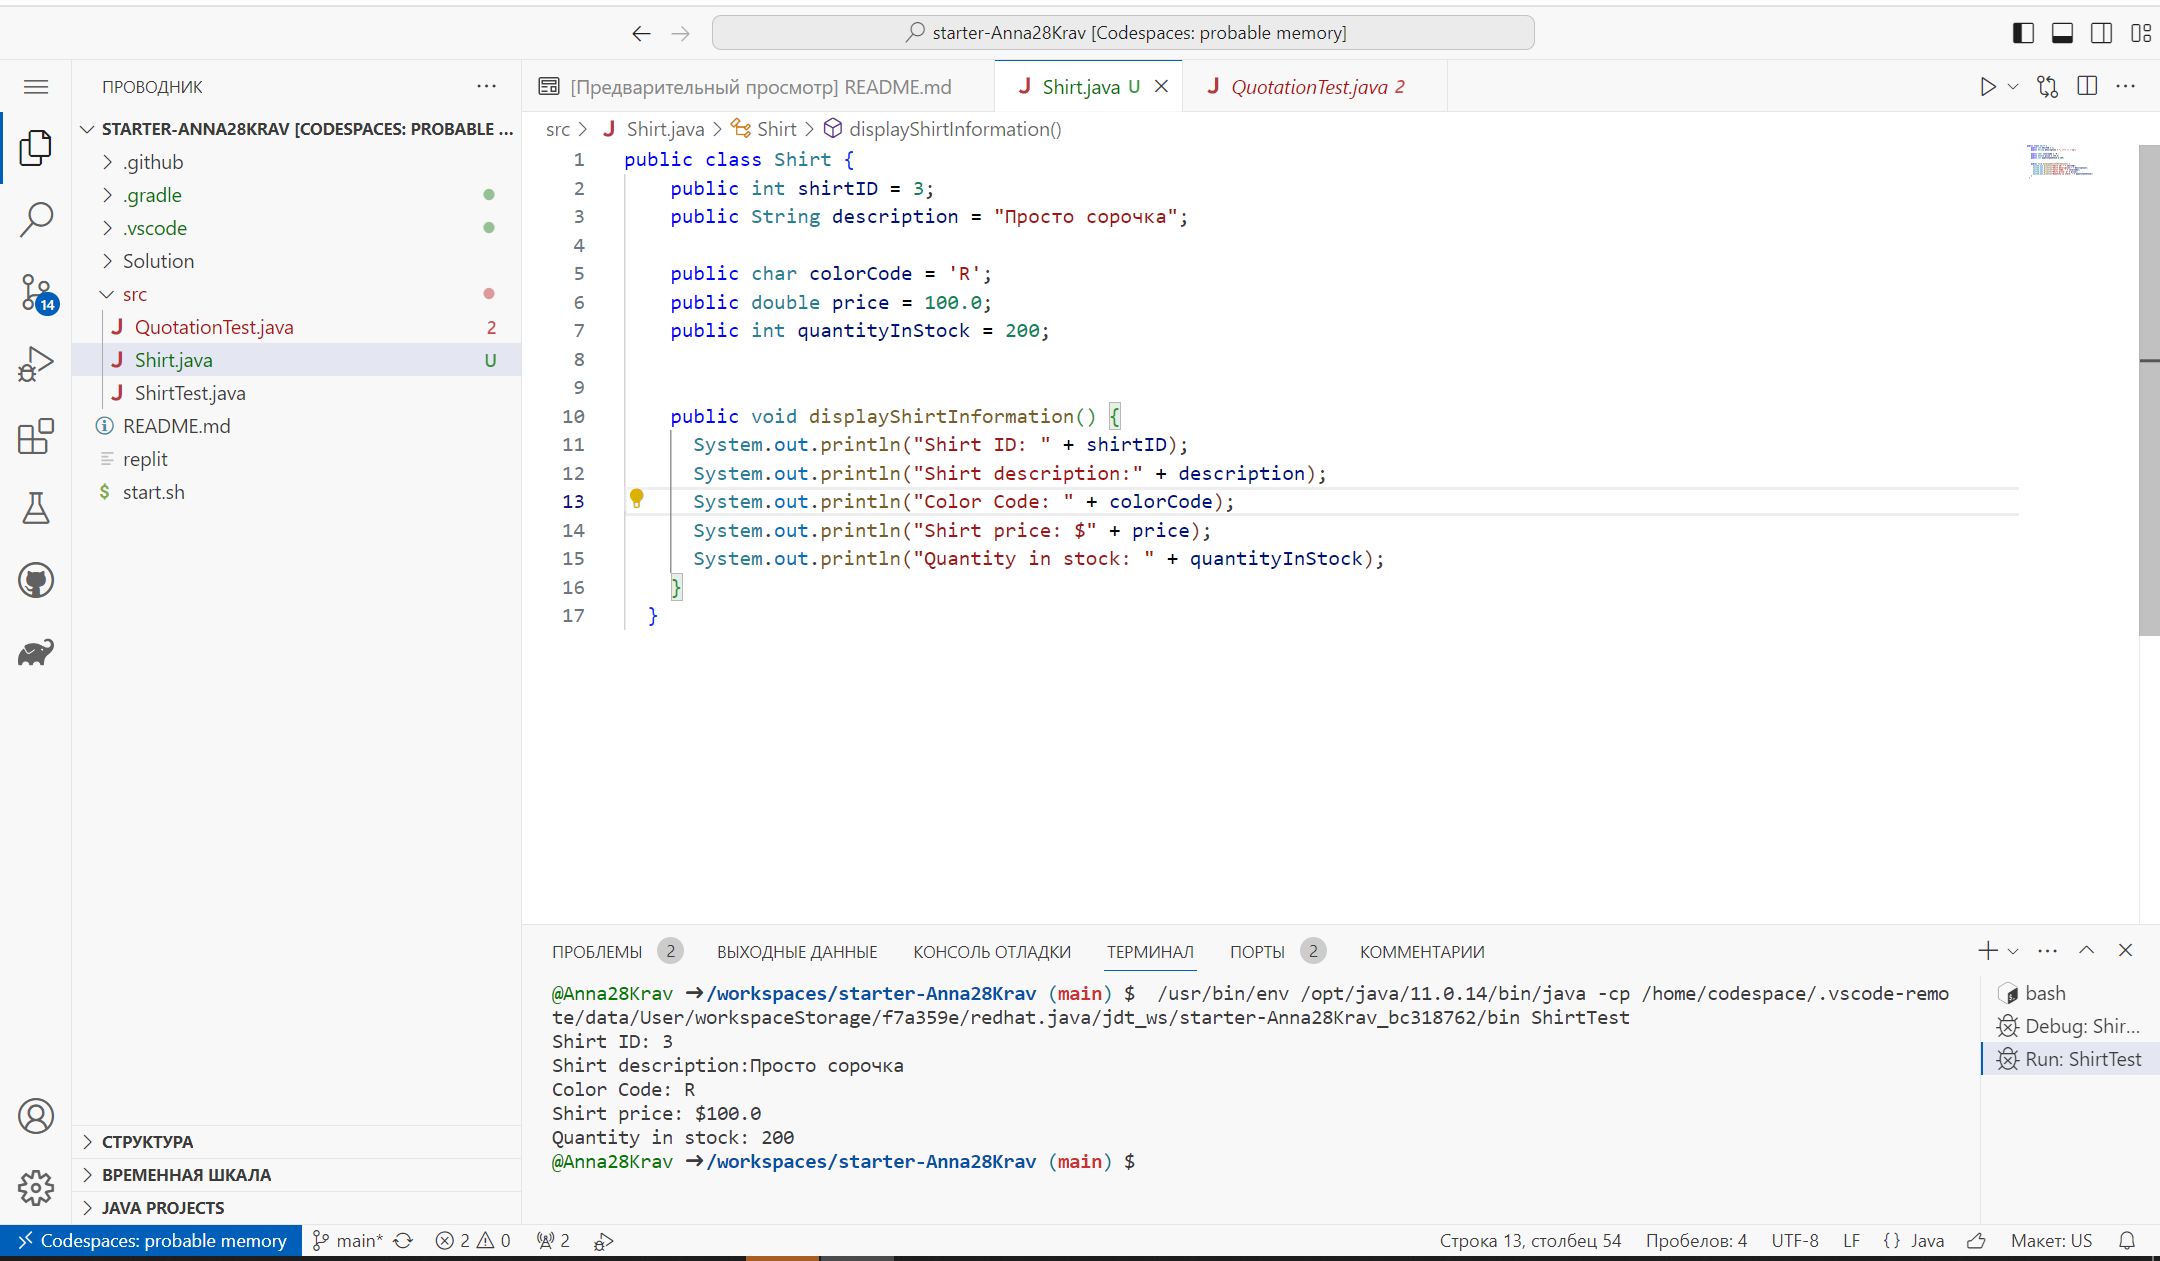 starter-Anna28Krav [Codespaces: probable memory]
ПРОВОДНИК
[Предварительный просмотр] README.md
Shirt.java U
QuotationTest.java 2
STARTER-ANNA28KRAV [CODESPACES: PROBABLE ...
.github
.gradle
.vscode
Solution
src
QuotationTest.java 2
Shirt.java U
ShirtTest.java
README.md
replit
start.sh
14
СТРУКТУРА
ВРЕМЕННАЯ ШКАЛА
JAVA PROJECTS
src > Shirt.java > Shirt > displayShirtInformation()
1 public class Shirt {
2 public int shirtID = 3;
3 public String description = "Просто сорочка";
4
5 public char colorCode = 'R';
6 public double price = 100.0;
7 public int quantityInStock = 200;
8
9
10 public void displayShirtInformation() {
11 System.out.println("Shirt ID: " + shirtID);
12 System.out.println("Shirt description:" + description);
13 System.out.println("Color Code: " + colorCode);
14 System.out.println("Shirt price: $" + price);
15 System.out.println("Quantity in stock: " + quantityInStock);
16 }
17 }
ПРОБЛЕМЫ 2 ВЫХОДНЫЕ ДАННЫЕ КОНСОЛЬ ОТЛАДКИ ТЕРМИНАЛ ПОРТЫ 2 КОММЕНТАРИИ
@Anna28Krav ➜/workspaces/starter-Anna28Krav (main) $ /usr/bin/env /opt/java/11.0.14/bin/java -cp /home/codespace/.vscode-remo
te/data/User/workspaceStorage/f7a359e/redhat.java/jdt_ws/starter-Anna28Krav_bc318762/bin ShirtTest
Shirt ID: 3
Shirt description:Просто сорочка
Color Code: R
Shirt price: $100.0
Quantity in stock: 200
@Anna28Krav ➜/workspaces/starter-Anna28Krav (main) $
bash
Debug: Shir...
Run: ShirtTest
Codespaces: probable memory main* 2 0 2 Строка 13, столбец 54 Пробелов: 4 UTF-8 LF {} Java Макет: US